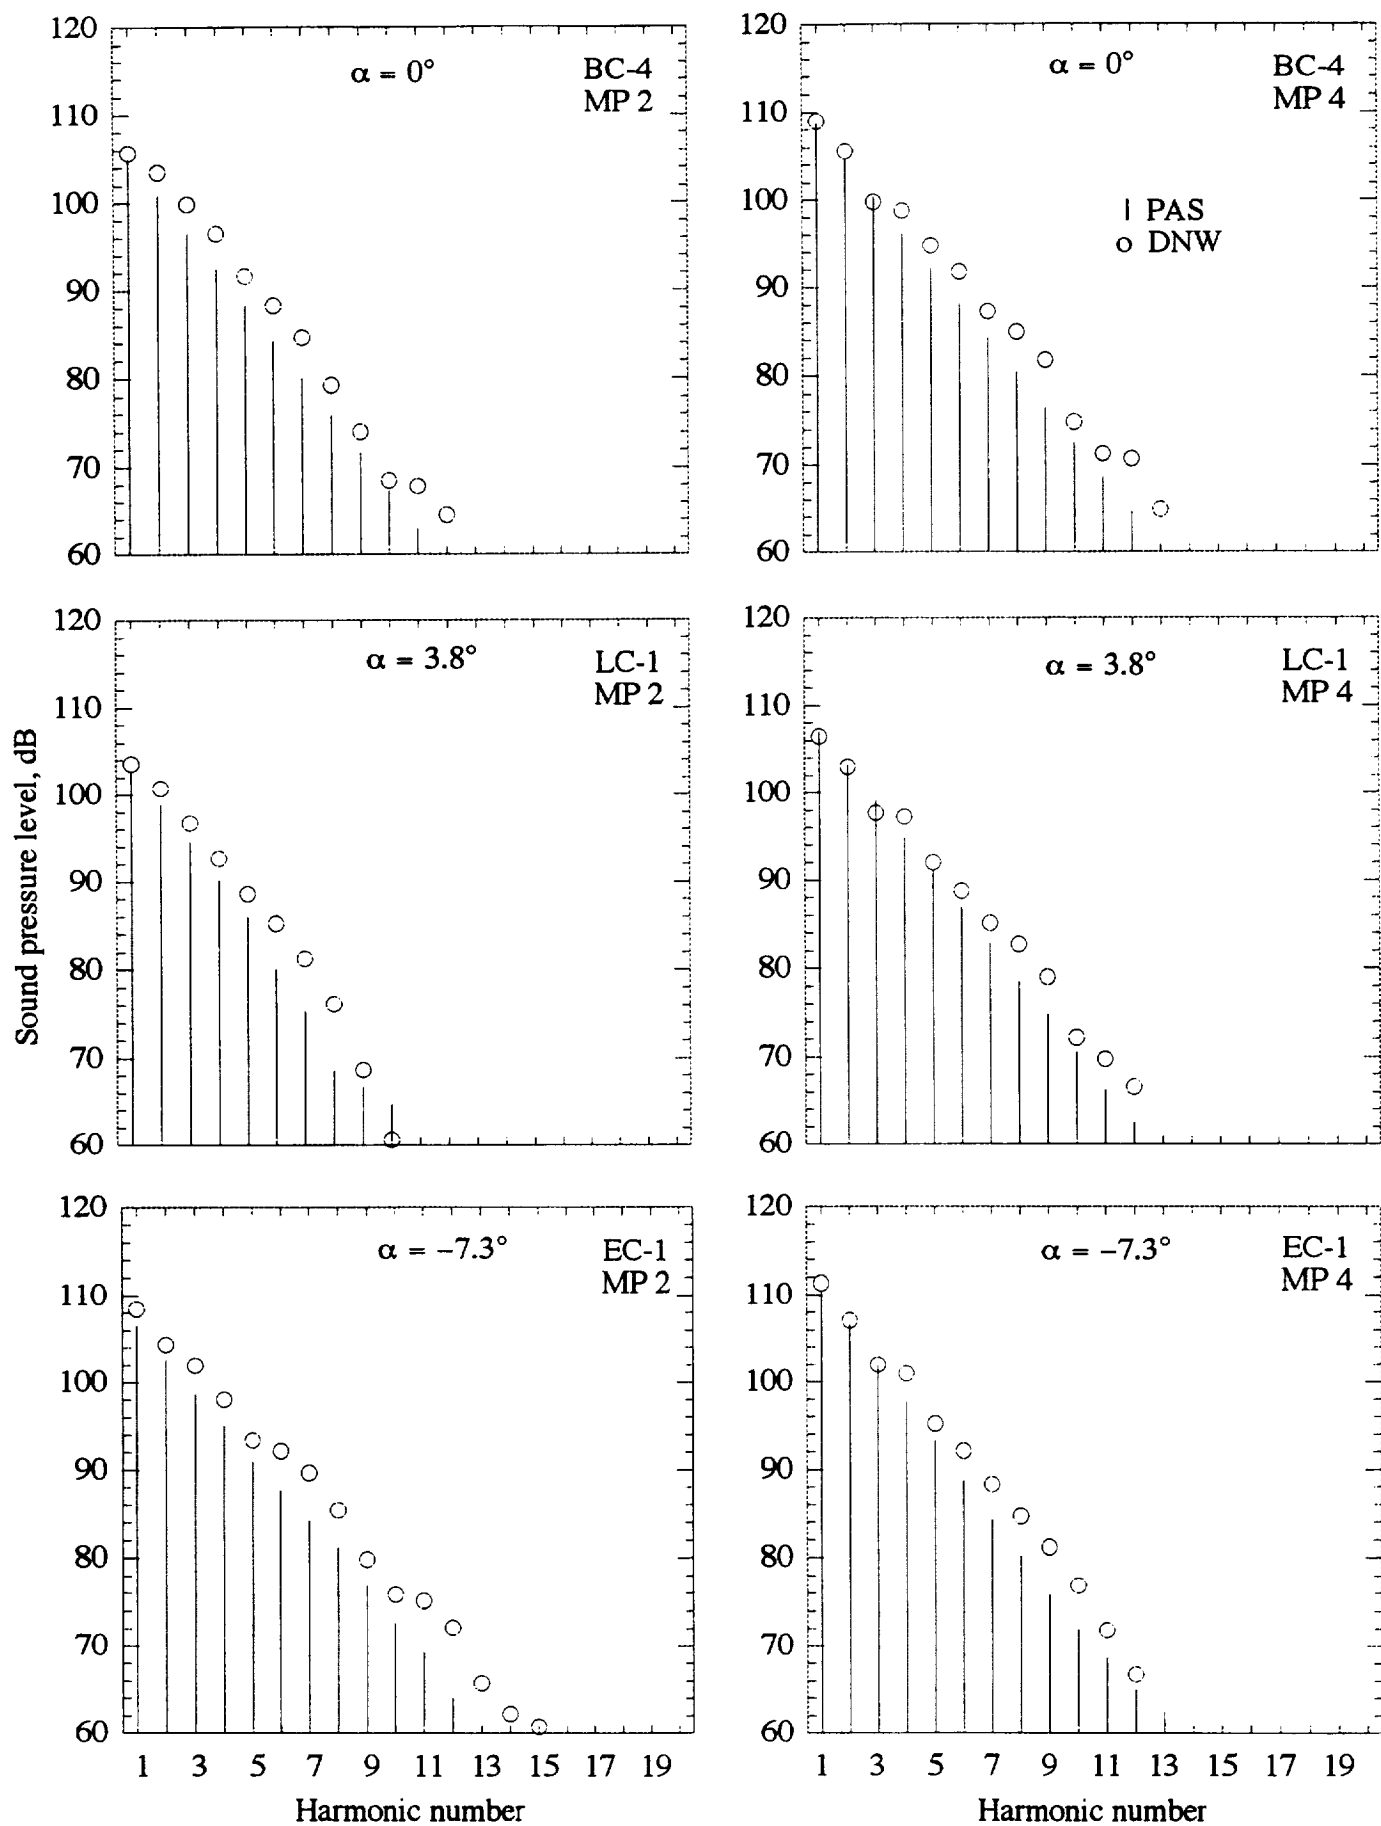 120
110
100
90
80
70
60
α = 0°
BC-4
MP 2
120
110
100
90
80
70
60
α = 0°
BC-4
MP 4
| PAS
o DNW
Sound pressure level, dB
120
110
100
90
80
70
60
α = 3.8°
LC-1
MP 2
120
110
100
90
80
70
60
α = 3.8°
LC-1
MP 4
120
110
100
90
80
70
60
α = −7.3°
EC-1
MP 2
1 3 5 7 9 11 13 15 17 19
Harmonic number
120
110
100
90
80
70
60
α = −7.3°
EC-1
MP 4
1 3 5 7 9 11 13 15 17 19
Harmonic number